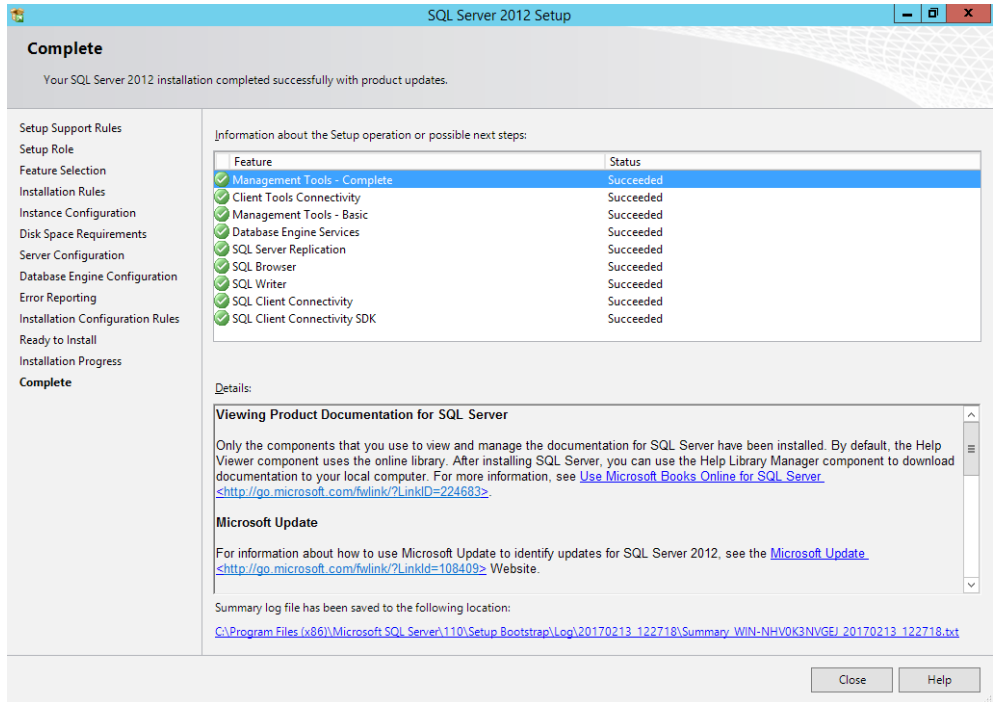 SQL Server 2012 Setup
Complete
Your SQL Server 2012 installation completed successfully with product updates.
Setup Support Rules
Setup Role
Feature Selection
Installation Rules
Instance Configuration
Disk Space Requirements
Server Configuration
Database Engine Configuration
Error Reporting
Installation Configuration Rules
Ready to Install
Installation Progress
Complete
Information about the Setup operation or possible next steps:
Feature Status
Management Tools - Complete Succeeded
Client Tools Connectivity Succeeded
Management Tools - Basic Succeeded
Database Engine Services Succeeded
SQL Server Replication Succeeded
SQL Browser Succeeded
SQL Writer Succeeded
SQL Client Connectivity Succeeded
SQL Client Connectivity SDK Succeeded
Details:
Viewing Product Documentation for SQL Server
Only the components that you use to view and manage the documentation for SQL Server have been installed. By default, the Help
Viewer component uses the online library. After installing SQL Server, you can use the Help Library Manager component to download
documentation to your local computer. For more information, see Use Microsoft Books Online for SQL Server
<http://go.microsoft.com/fwlink/?LinkID=224683>.
Microsoft Update
For information about how to use Microsoft Update to identify updates for SQL Server 2012, see the Microsoft Update
<http://go.microsoft.com/fwlink/?LinkId=108409> Website.
Summary log file has been saved to the following location:
C:\Program Files (x86)\Microsoft SQL Server\110\Setup Bootstrap\Log\20170213_122718\Summary_WIN-NHV0K3NVGEJ_20170213_122718.txt
Close Help